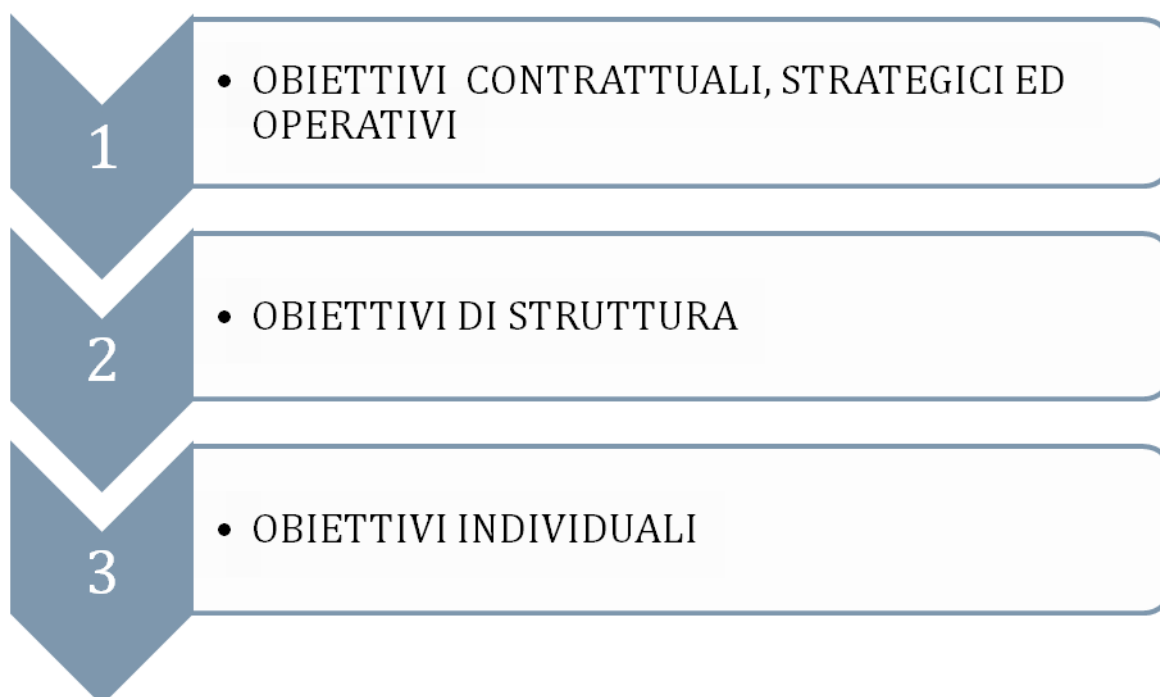 1
• OBIETTIVI  CONTRATTUALI, STRATEGICI ED
OPERATIVI
2
• OBIETTIVI DI STRUTTURA
3
• OBIETTIVI INDIVIDUALI